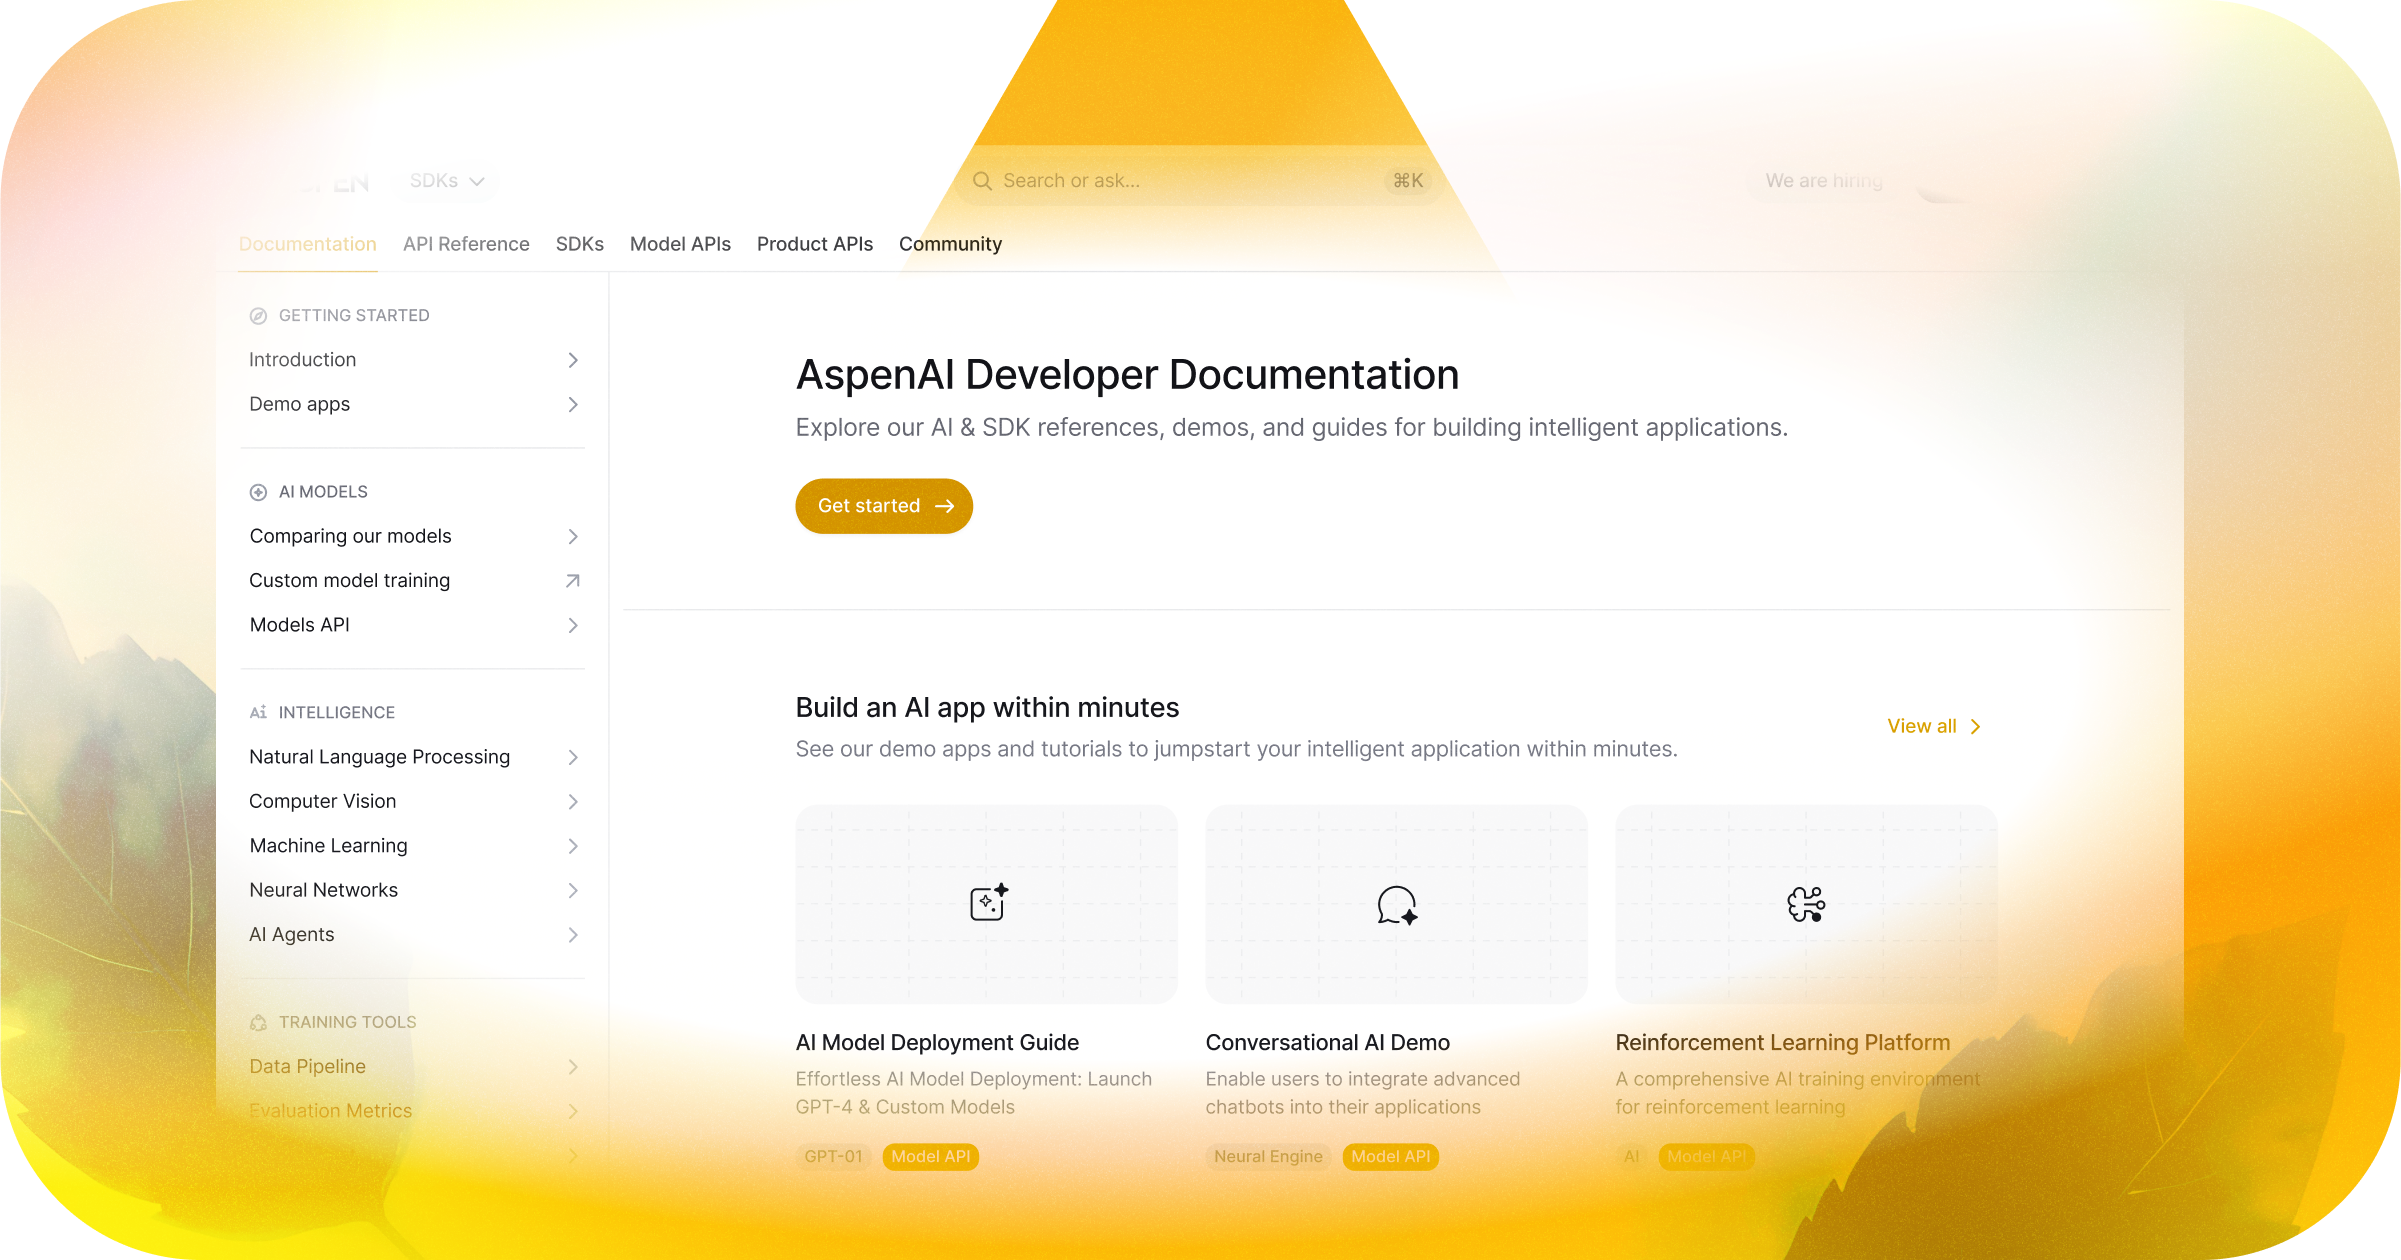 SDKs
Search or ask...
⌘K
We are hiring
Documentation
API Reference
SDKs
Model APIs
Product APIs
Community
GETTING STARTED
Introduction
Demo apps
AI MODELS
Comparing our models
Custom model training
Models API
INTELLIGENCE
Natural Language Processing
Computer Vision
Machine Learning
Neural Networks
AI Agents
TRAINING TOOLS
Data Pipeline
Evaluation Metrics
AspenAI Developer Documentation
Explore our AI & SDK references, demos, and guides for building intelligent applications.
Get started
Build an AI app within minutes
See our demo apps and tutorials to jumpstart your intelligent application within minutes.
View all
AI Model Deployment Guide
Effortless AI Model Deployment: Launch
GPT-4 & Custom Models
GPT-01
Model API
Conversational AI Demo
Enable users to integrate advanced
chatbots into their applications
Neural Engine
Model API
Reinforcement Learning Platform
A comprehensive AI training environment
for reinforcement learning
AI
Model API